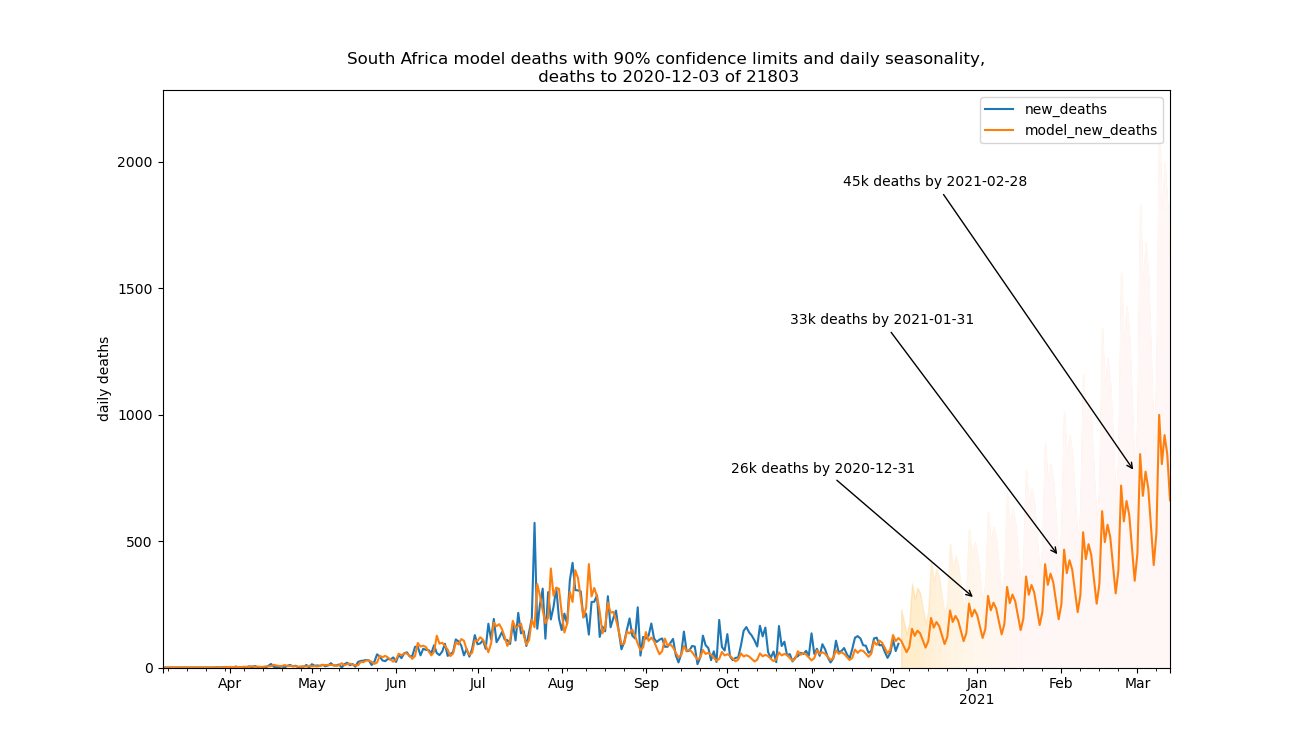 South Africa model deaths with 90% confidence limits and daily seasonality,
deaths to 2020-12-03 of 21803
new_deaths
model_new_deaths
2000
45k deaths by 2021-02-28
1500
33k deaths by 2021-01-31
daily deaths
1000
26k deaths by 2020-12-31
500
0
Apr May Jun Jul Aug Sep Oct Nov Dec Jan Feb Mar
2021